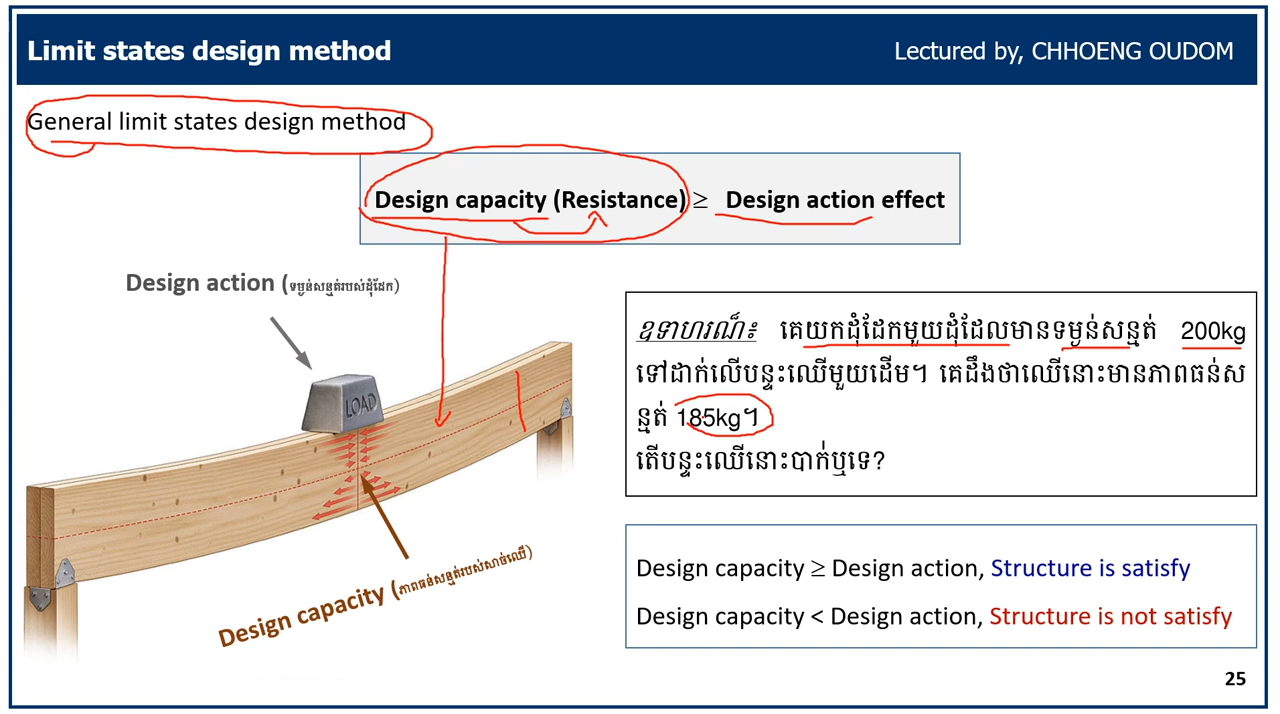 Limit states design method
Lectured by, CHHOENG OUDOM
General limit states design method
Design capacity (Resistance) ≥ Design action effect
Design action (ទម្ងន់សន្មត់របស់ដុំដែក)
LOAD
Design capacity (ភាពធន់សន្មត់របស់សាច់ឈើ)
ឧទាហរណ៏៖ គេយកដុំដែកមួយដុំដែលមានទម្ងន់សន្មត់ 200kg
ទៅដាក់លើបន្ទះឈើមួយដើម។ គេដឹងថាឈើនោះមានភាពធន់ស
ន្មត់ 185kg។
តើបន្ទះឈើនោះបាក់ឬទេ?
Design capacity ≥ Design action, Structure is satisfy
Design capacity < Design action, Structure is not satisfy
25